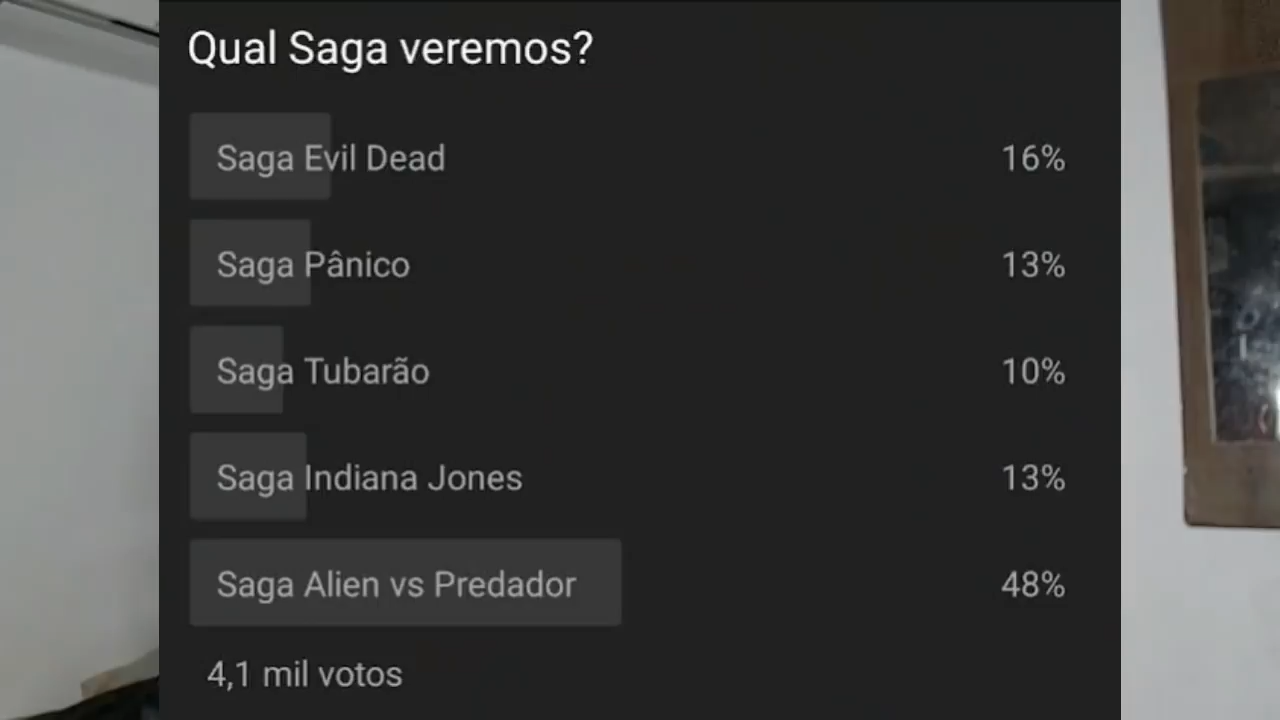 Qual Saga veremos?
Saga Evil Dead 16%
Saga Pânico 13%
Saga Tubarão 10%
Saga Indiana Jones 13%
Saga Alien vs Predador 48%
4,1 mil votos